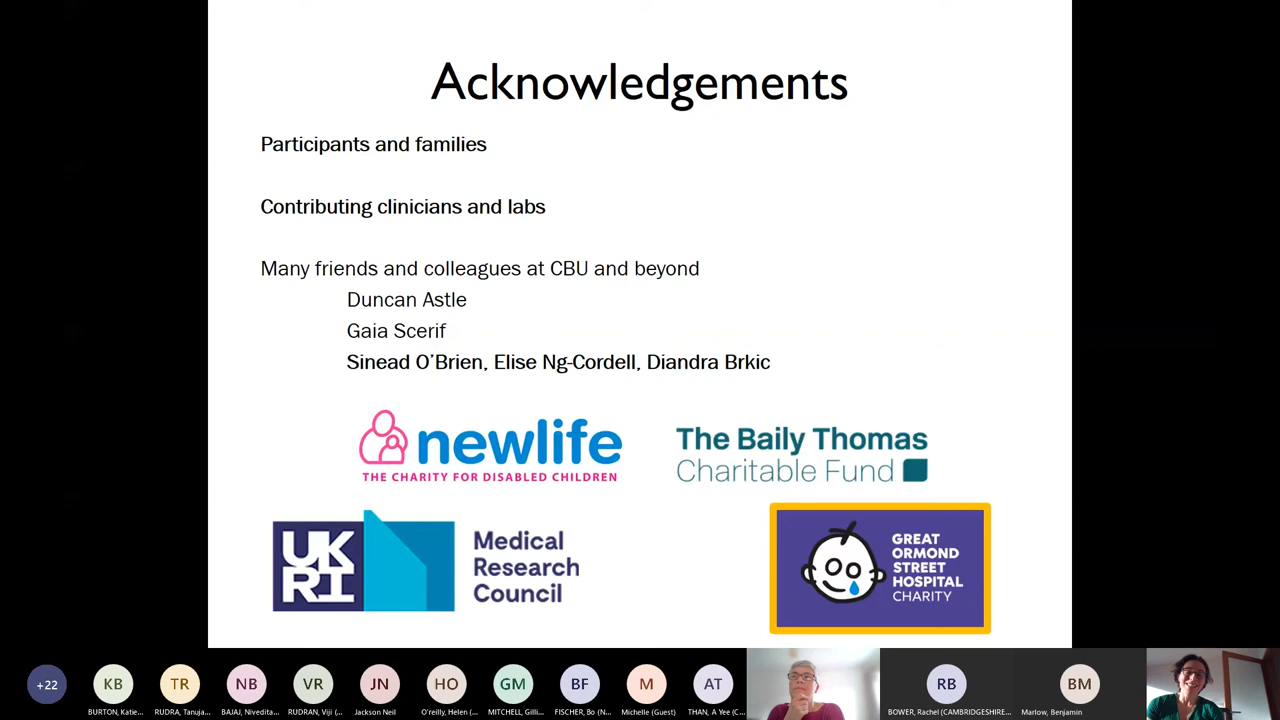 Acknowledgements
Participants and families
Contributing clinicians and labs
Many friends and colleagues at CBU and beyond
Duncan Astle
Gaia Scerif
Sinead O'Brien, Elise Ng-Cordell, Diandra Brkic
newlife
THE CHARITY FOR DISABLED CHILDREN
The Baily Thomas
Charitable Fund
UK
RI
Medical
Research
Council
GREAT
ORMOND
STREET
HOSPITAL
CHARITY
+22
KB
TR
NB
VR
JN
HO
GM
BF
M
AT
RB
BM
BURTON, Katie...
RUDRA, Tanuja...
BAJAJ, Nivedita...
RUDRAN, Viji (...
Jackson Neil
O'reilly, Helen (...
MITCHELL, Gilli...
FISCHER, Bo (N...
Michelle (Guest)
THAN, A Yee (C...
BOWER, Rachel (CAMBRIDGESHIRE...
Marlow, Benjamin